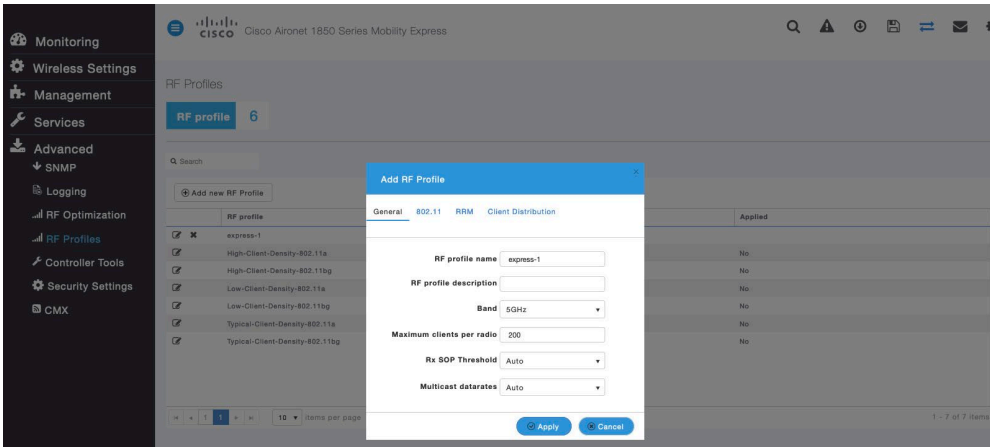 CISCO
Cisco Aironet 1850 Series Mobility Express
Monitoring
Wireless Settings
Management
Services
Advanced
SNMP
Logging
RF Optimization
RF Profiles
Controller Tools
Security Settings
CMX
RF Profiles
RF profile 6
Search
Add new RF Profile
RF profile Applied
express-1
High-Client-Density-802.11a No
High-Client-Density-802.11bg No
Low-Client-Density-802.11a No
Low-Client-Density-802.11bg No
Typical-Client-Density-802.11a No
Typical-Client-Density-802.11bg No
1 10 items per page
1 - 7 of 7 items
Add RF Profile
General 802.11 RRM Client Distribution
RF profile name express-1
RF profile description
Band 5GHz
Maximum clients per radio 200
Rx SOP Threshold Auto
Multicast datarates Auto
Apply Cancel